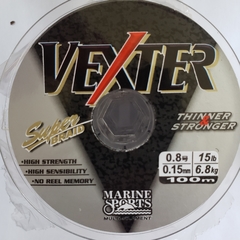 VEXTER
Super
BRAID
THINNER
STRONGER
•HIGH STRENGTH
•HIGH SENSIBILITY
•NO REEL MEMORY
0.8号 15lb
0.15mm 6.8kg
100m
MARINE
SPORTS